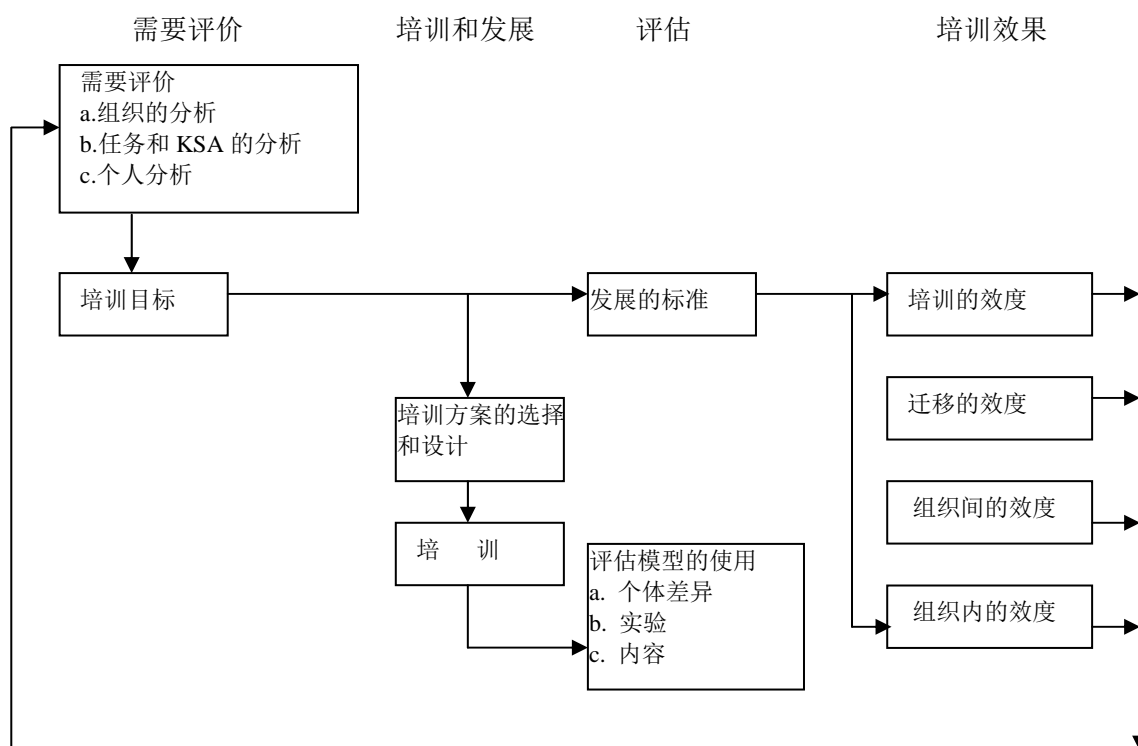 需要评价 培训和发展 评估 培训效果
需要评价
a.组织的分析
b.任务和 KSA 的分析
c.个人分析
培训目标
发展的标准
培训的效度
迁移的效度
培训方案的选择
和设计
组织间的效度
培 训
评估模型的使用
a. 个体差异
b. 实验
c. 内容
组织内的效度